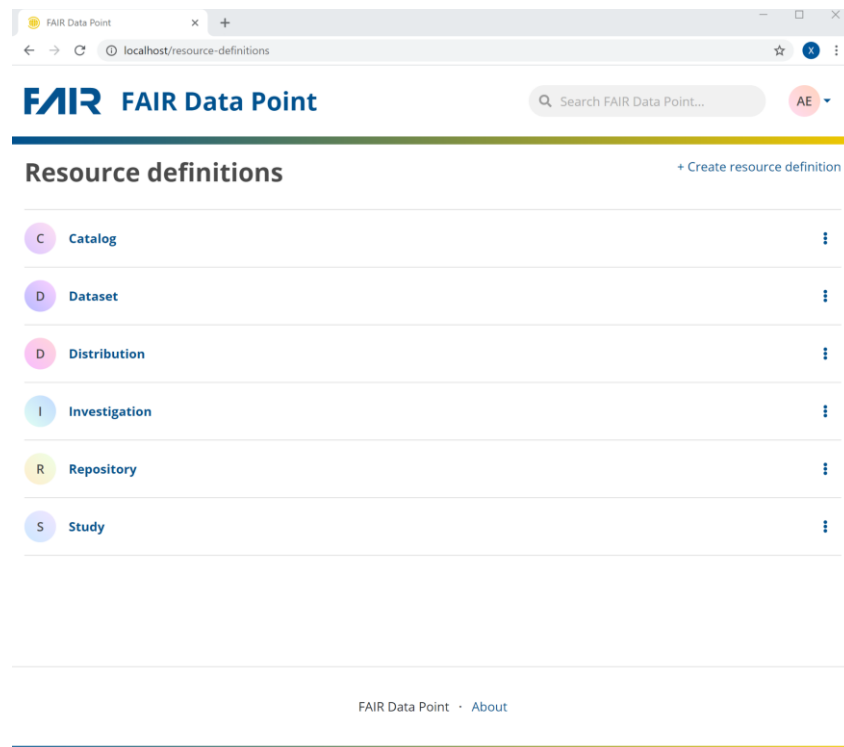 FAIR Data Point
localhost/resource-definitions
X
FAIR FAIR Data Point
Search FAIR Data Point...
AE
Resource definitions
+ Create resource definition
C Catalog
D Dataset
D Distribution
I Investigation
R Repository
S Study
FAIR Data Point · About